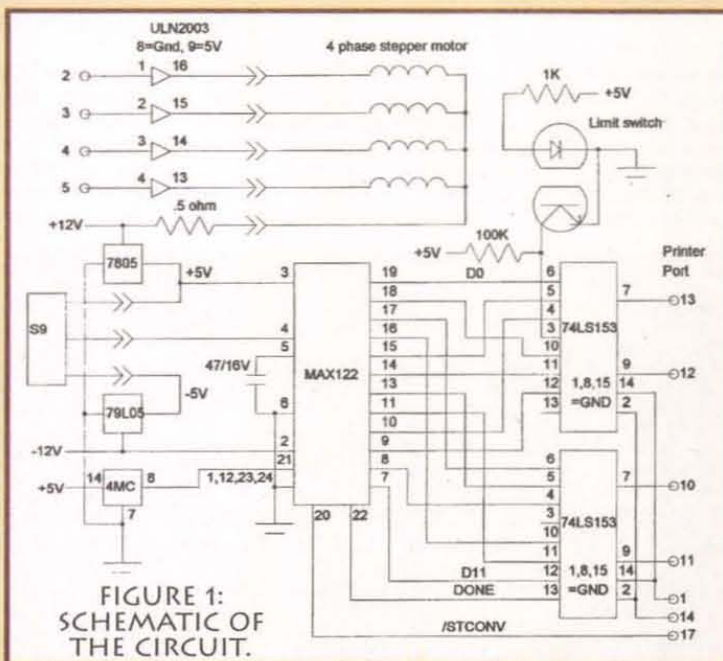 ULN2003
8=Gnd, 9=5V
4 phase stepper motor
2 1 16
3 2 15
4 3 14
5 4 13
1K
+5V
Limit switch
+12V .5 ohm
7805
+5V
100K
+5V
Printer
Port
S9
79L05
-5V
-12V
+5V 14 4MC 8
7
1,12,23,24
47/16V
MAX122
3
4
5
6
2
21
20 22
19 D0
18
17
16
15
14
13
11
10
9
8
7
D11
DONE
/STCONV
6
5
4
3
10
11
12
13
74LS153
1,8,15
=GND
7
9
14
2
13
12
6
5
4
3
10
11
12
13
74LS153
1,8,15
=GND
7
9
14
2
10
11
1
14
17
FIGURE 1:
SCHEMATIC OF
THE CIRCUIT.